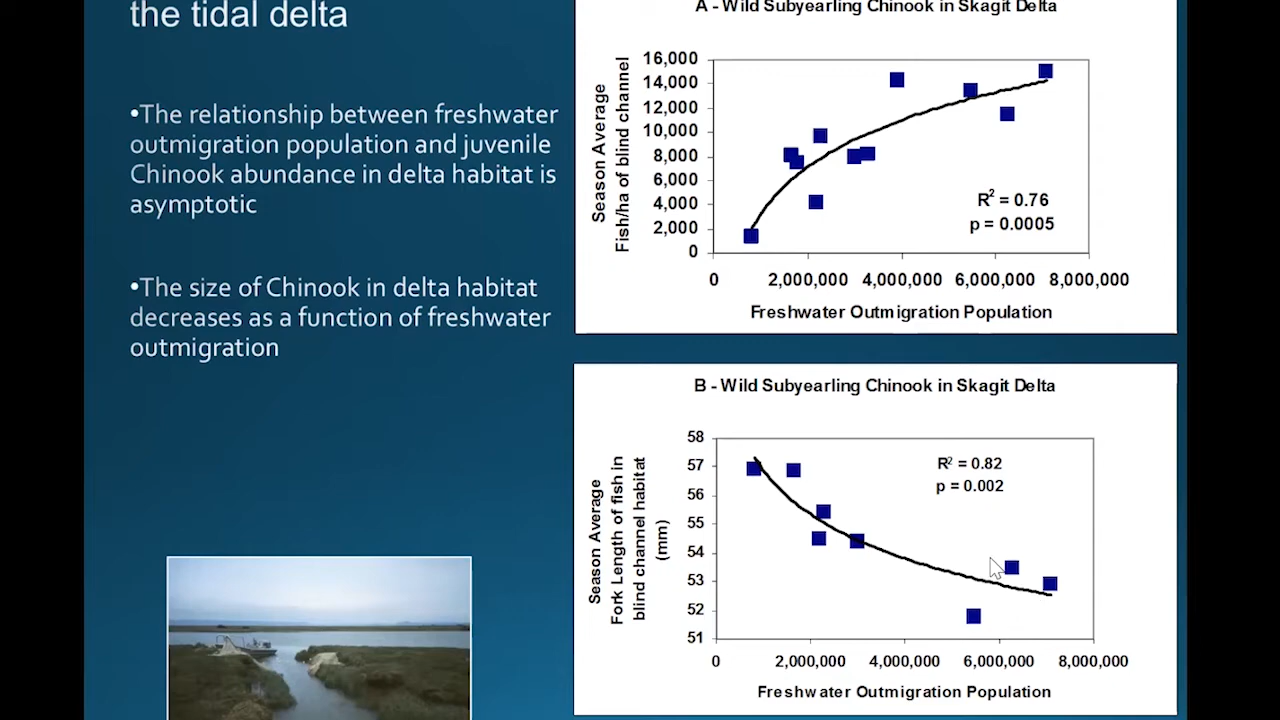 the tidal delta
•The relationship between freshwater
outmigration population and juvenile
Chinook abundance in delta habitat is
asymptotic
•The size of Chinook in delta habitat
decreases as a function of freshwater
outmigration
A - Wild Subyearling Chinook in Skagit Delta
Season Average
Fish/ha of blind channel
16,000
14,000
12,000
10,000
8,000
6,000
4,000
2,000
0
R² = 0.76
p = 0.0005
0 2,000,000 4,000,000 6,000,000 8,000,000
Freshwater Outmigration Population
B - Wild Subyearling Chinook in Skagit Delta
Season Average
Fork Length of fish in
blind channel habitat
(mm)
58
57
56
55
54
53
52
51
R² = 0.82
p = 0.002
0 2,000,000 4,000,000 6,000,000 8,000,000
Freshwater Outmigration Population